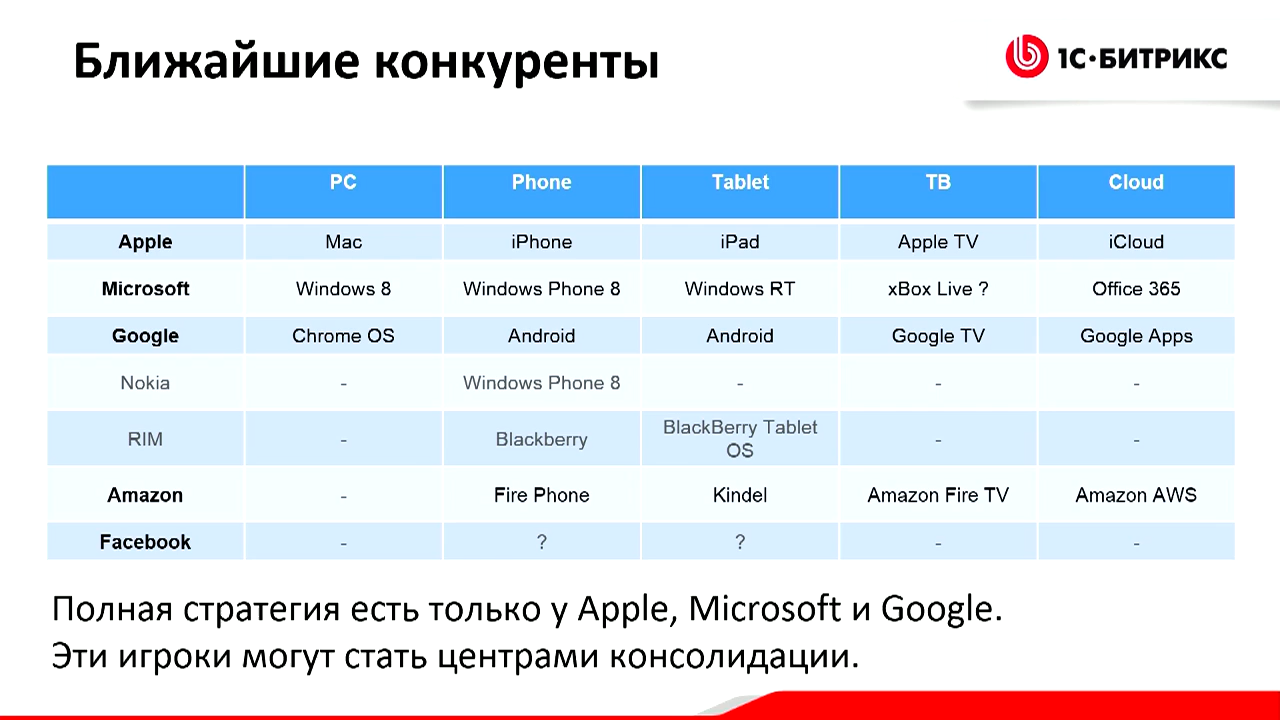 Ближайшие конкуренты
1С·БИТРИКС
PC Phone Tablet ТВ Cloud
Apple Mac iPhone iPad Apple TV iCloud
Microsoft Windows 8 Windows Phone 8 Windows RT xBox Live ? Office 365
Google Chrome OS Android Android Google TV Google Apps
Nokia - Windows Phone 8 - - -
RIM - Blackberry BlackBerry Tablet OS - -
Amazon - Fire Phone Kindel Amazon Fire TV Amazon AWS
Facebook - ? ? - -
Полная стратегия есть только у Apple, Microsoft и Google.
Эти игроки могут стать центрами консолидации.